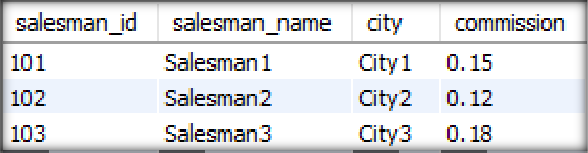 salesman_id salesman_name city commission
101 Salesman1 City1 0.15
102 Salesman2 City2 0.12
103 Salesman3 City3 0.18